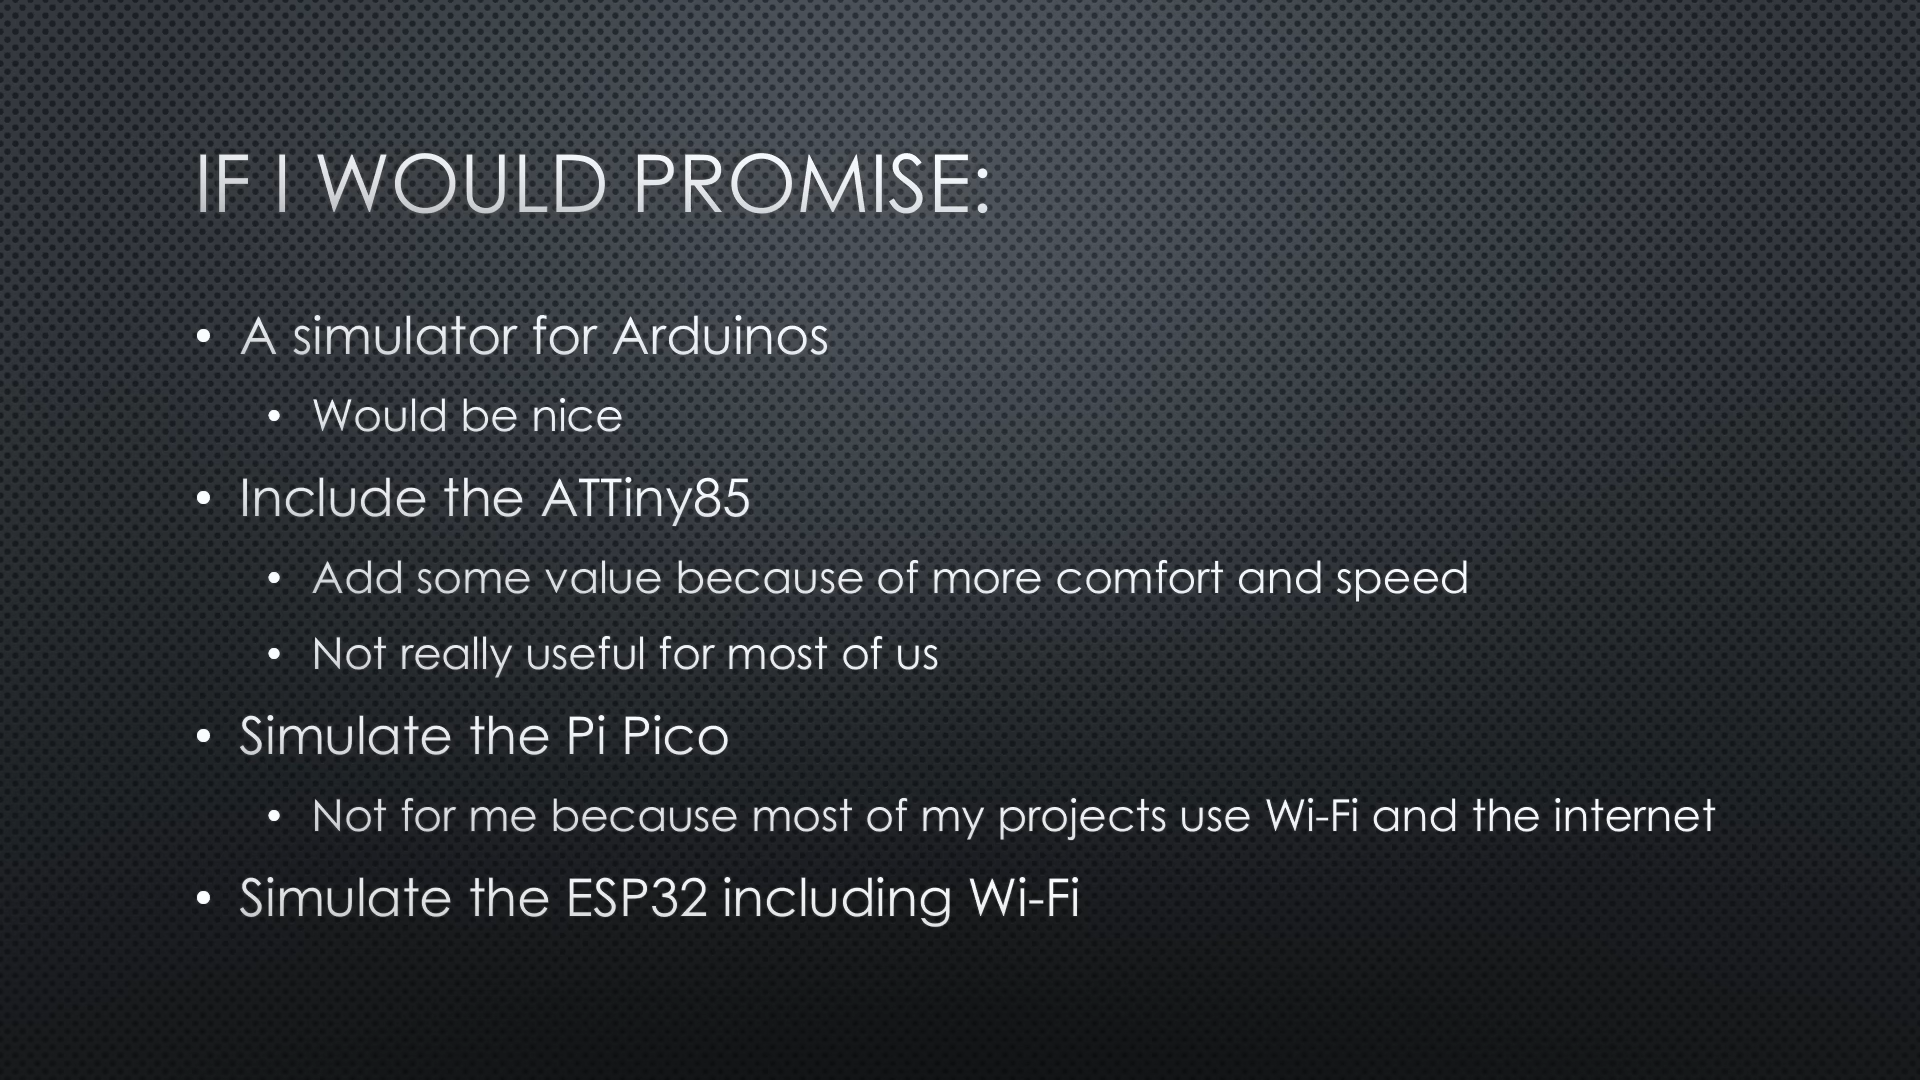 IF I WOULD PROMISE:
• A simulator for Arduinos
• Would be nice
• Include the ATTiny85
• Add some value because of more comfort and speed
• Not really useful for most of us
• Simulate the Pi Pico
• Not for me because most of my projects use Wi-Fi and the internet
• Simulate the ESP32 including Wi-Fi